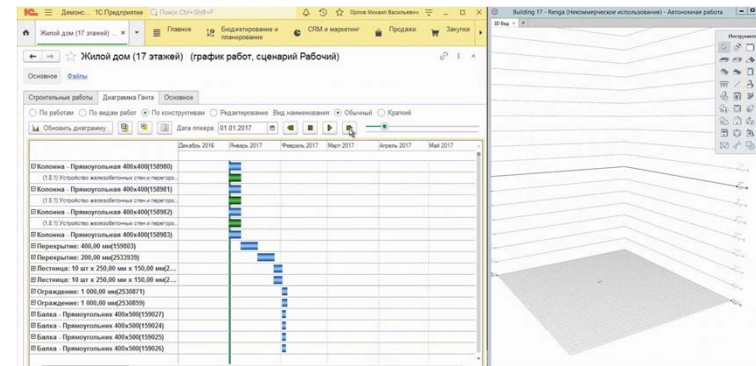 Демонс... 1С:Предприятие Поиск Ctrl+Shift+F Орлов Михаил Васильевич
Жилой дом (17 этажей) ... Главное Бюджетирование и планирование CRM и маркетинг Продажи Закупки
Жилой дом (17 этажей) (график работ, сценарий Рабочий)
Основное Файлы
Строительные работы Диаграмма Ганта Основное
По работам По видам работ По конструктивам Редактирование Вид наименования: Обычный Краткий
Обновить диаграмму Дата плеера: 01.01.2017
Декабрь 2016 Январь 2017 Февраль 2017 Март 2017 Апрель 2017 Май 2017
Колонна - Прямоугольная 400x400(158980)
(1.8.1) Устройство железобетонных стен и перегоро...
Колонна - Прямоугольная 400x400(158981)
(1.8.1) Устройство железобетонных стен и перегоро...
Колонна - Прямоугольная 400x400(158982)
(1.8.1) Устройство железобетонных стен и перегоро...
Колонна - Прямоугольная 400x400(158983)
Перекрытие: 400,00 мм(159803)
Перекрытие: 200,00 мм(2533939)
Лестница: 10 шт x 250,00 мм x 150,00 мм(2...
Лестница: 10 шт x 250,00 мм x 150,00 мм(2...
Ограждение: 1 000,00 мм(2530871)
Ограждение: 1 000,00 мм(2530859)
Балка - Прямоугольник 400x500(159027)
Балка - Прямоугольник 400x500(159024)
Балка - Прямоугольник 400x500(159025)
Балка - Прямоугольник 400x500(159026)
Building 17 - Renga (Некоммерческое использование) - Автономная работа
3D Вид
Инструмент